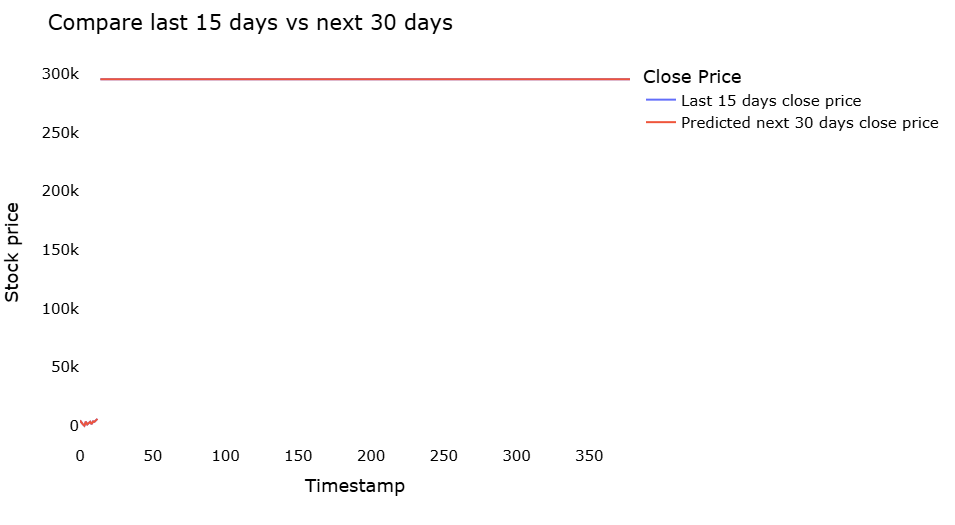 Compare last 15 days vs next 30 days
Close Price
Last 15 days close price
Predicted next 30 days close price
Stock price
300k
250k
200k
150k
100k
50k
0
0 50 100 150 200 250 300 350
Timestamp